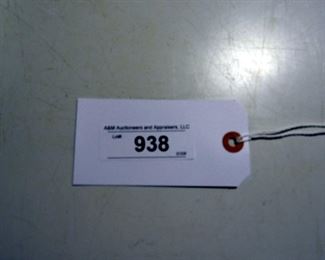 A&M Auctioneers and Appraisers, LLC
Lot#
938